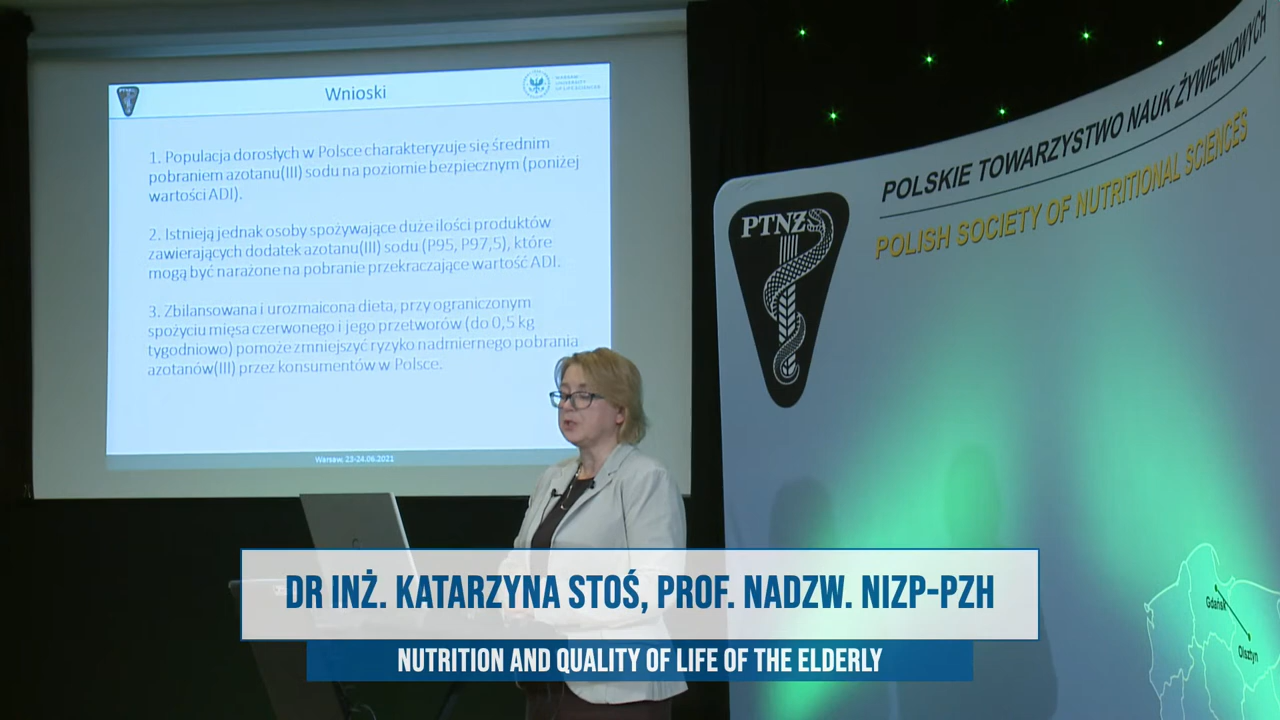 Wnioski
WARSAW
UNIVERSITY
OF LIFE SCIENCES
1. Populacja dorosłych w Polsce charakteryzuje się średnim
pobraniem azotanu(III) sodu na poziomie bezpiecznym (poniżej
wartości ADI).
2. Istnieją jednak osoby spożywające duże ilości produktów
zawierających dodatek azotanu(III) sodu (P95, P97,5), które
mogą być narażone na pobranie przekraczające wartość ADI.
3. Zbilansowana i urozmaicona dieta, przy ograniczonym
spożyciu mięsa czerwonego i jego przetworów (do 0,5 kg
tygodniowo) pomoże zmniejszyć ryzyko nadmiernego pobrania
azotanów(III) przez konsumentów w Polsce.
Warsaw, 23-24.06.2021
POLSKIE TOWARZYSTWO NAUK ŻYWIENIOWYCH
POLISH SOCIETY OF NUTRITIONAL SCIENCES
PTNŻ
Gdańsk
Olsztyn
DR INŻ. KATARZYNA STOŚ, PROF. NADZW. NIZP-PZH
NUTRITION AND QUALITY OF LIFE OF THE ELDERLY